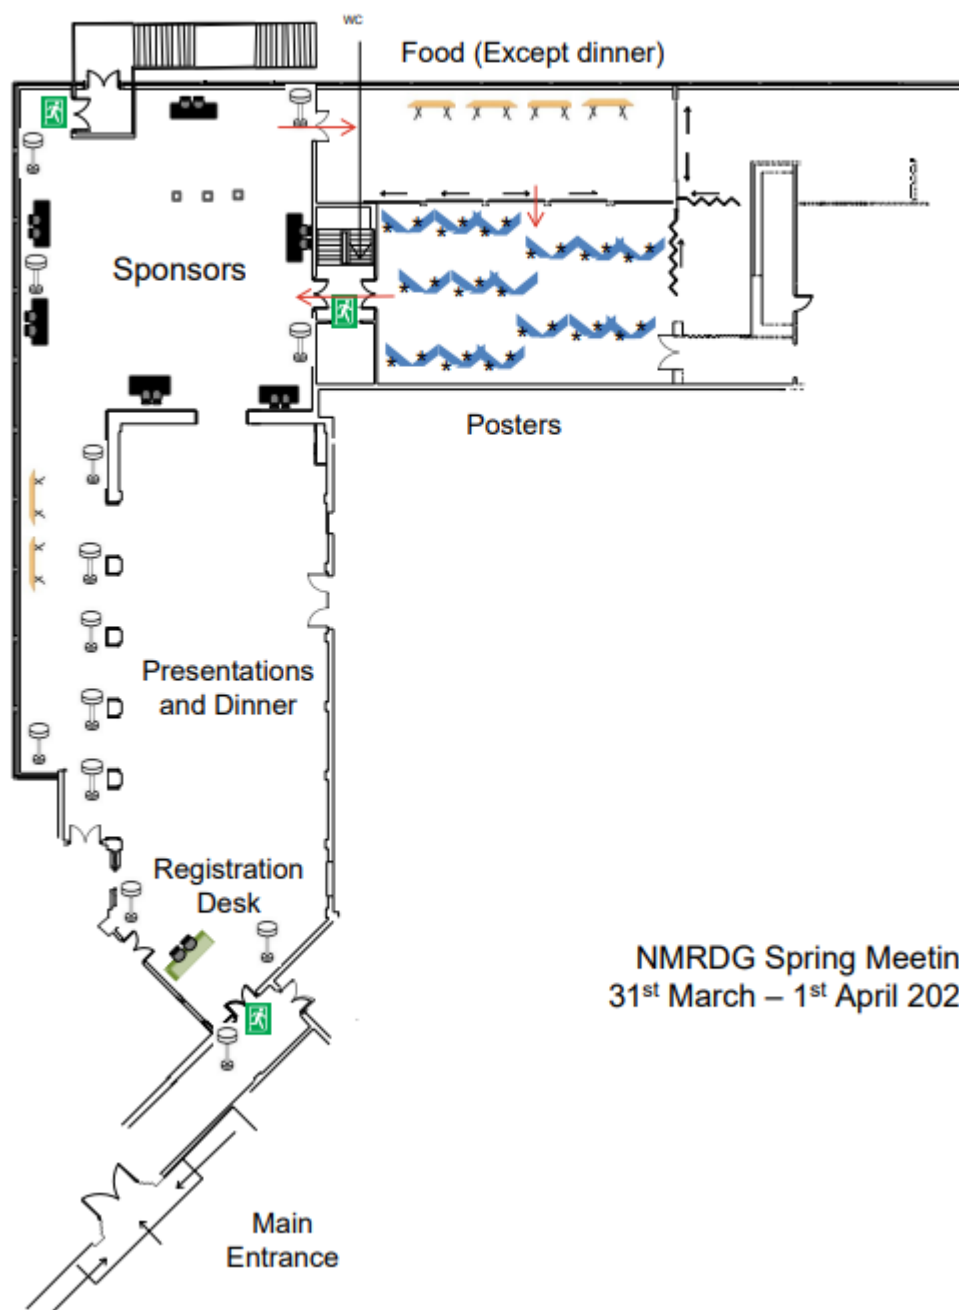 WC
Food (Except dinner)
Sponsors
Posters
Presentations
and Dinner
Registration
Desk
NMRDG Spring Meetin
31st March – 1st April 202
Main
Entrance